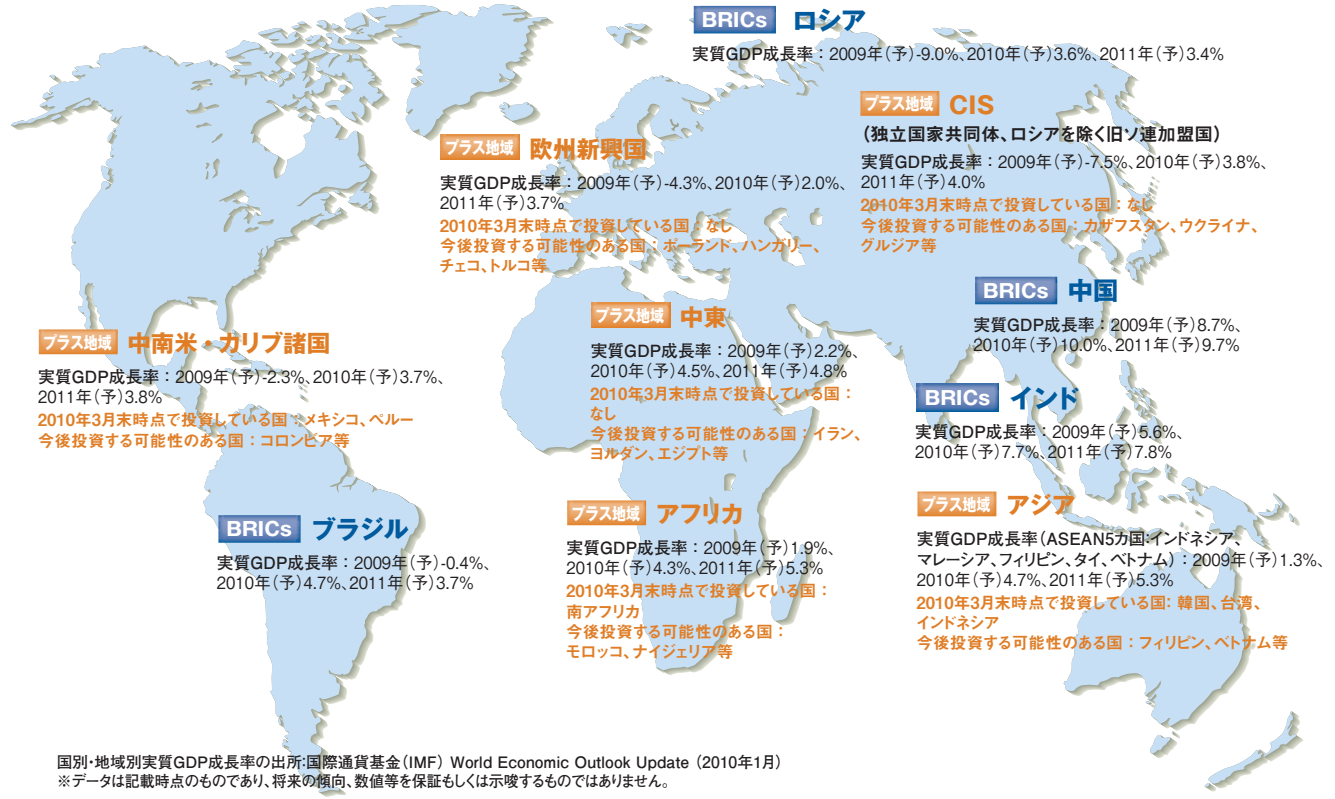 BRICs ロシア
実質GDP成長率：2009年(予)-9.0%、2010年(予)3.6%、2011年(予)3.4%
プラス地域 CIS
(独立国家共同体、ロシアを除く旧ソ連加盟国)
実質GDP成長率：2009年(予)-7.5%、2010年(予)3.8%、
2011年(予)4.0%
2010年3月末時点で投資している国：なし
今後投資する可能性のある国：カザフスタン、ウクライナ、
グルジア等
プラス地域 欧州新興国
実質GDP成長率：2009年(予)-4.3%、2010年(予)2.0%、
2011年(予)3.7%
2010年3月末時点で投資している国：なし
今後投資する可能性のある国：ポーランド、ハンガリー、
チェコ、トルコ等
BRICs 中国
実質GDP成長率：2009年(予)8.7%、
2010年(予)10.0%、2011年(予)9.7%
プラス地域 中東
実質GDP成長率：2009年(予)2.2%、
2010年(予)4.5%、2011年(予)4.8%
2010年3月末時点で投資している国：
なし
今後投資する可能性のある国：イラン、
ヨルダン、エジプト等
プラス地域 中南米・カリブ諸国
実質GDP成長率：2009年(予)-2.3%、2010年(予)3.7%、
2011年(予)3.8%
2010年3月末時点で投資している国：メキシコ、ペルー
今後投資する可能性のある国：コロンビア等
BRICs インド
実質GDP成長率：2009年(予)5.6%、
2010年(予)7.7%、2011年(予)7.8%
プラス地域 アジア
実質GDP成長率(ASEAN5カ国:インドネシア、
マレーシア、フィリピン、タイ、ベトナム)：2009年(予)1.3%、
2010年(予)4.7%、2011年(予)5.3%
2010年3月末時点で投資している国：韓国、台湾、
インドネシア
今後投資する可能性のある国：フィリピン、ベトナム等
プラス地域 アフリカ
実質GDP成長率：2009年(予)1.9%、
2010年(予)4.3%、2011年(予)5.3%
2010年3月末時点で投資している国：
南アフリカ
今後投資する可能性のある国：
モロッコ、ナイジェリア等
BRICs ブラジル
実質GDP成長率：2009年(予)-0.4%、
2010年(予)4.7%、2011年(予)3.7%
国別・地域別実質GDP成長率の出所:国際通貨基金(IMF) World Economic Outlook Update (2010年1月)
※データは記載時点のものであり、将来の傾向、数値等を保証もしくは示唆するものではありません。